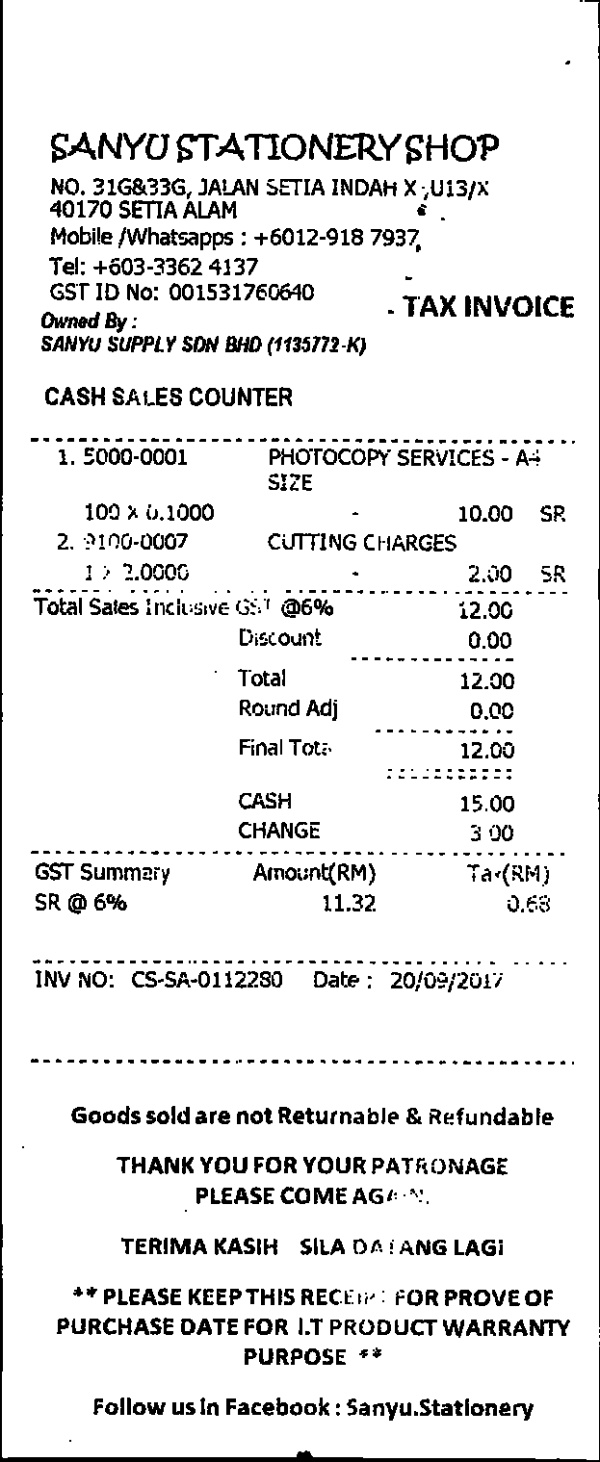 SANYU STATIONERY SHOP
NO. 31G&33G, JALAN SETIA INDAH X ,U13/X
40170 SETIA ALAM
Mobile /Whatsapps : +6012-918 7937
Tel: +603-3362 4137
GST ID No: 001531760640
TAX INVOICE
Owned By :
SANYU SUPPLY SDN BHD (1135772-K)
CASH SALES COUNTER
1. 5000-0001 PHOTOCOPY SERVICES - A4
SIZE
100 X 0.1000 - 10.00 SR
2. 9100-0007 CUTTING CHARGES
1 X 2.0000 - 2.00 SR
Total Sales Inclusive GST @6% 12.00
Discount 0.00
Total 12.00
Round Adj 0.00
Final Total 12.00
CASH 15.00
CHANGE 3.00
GST Summary Amount(RM) Tax(RM)
SR @ 6% 11.32 0.68
INV NO: CS-SA-0112280 Date : 20/09/2017
Goods sold are not Returnable & Refundable
THANK YOU FOR YOUR PATRONAGE
PLEASE COME AGAIN.
TERIMA KASIH SILA DATANG LAGI
** PLEASE KEEP THIS RECEIPT FOR PROVE OF
PURCHASE DATE FOR I.T PRODUCT WARRANTY
PURPOSE **
Follow us in Facebook : Sanyu.Stationery